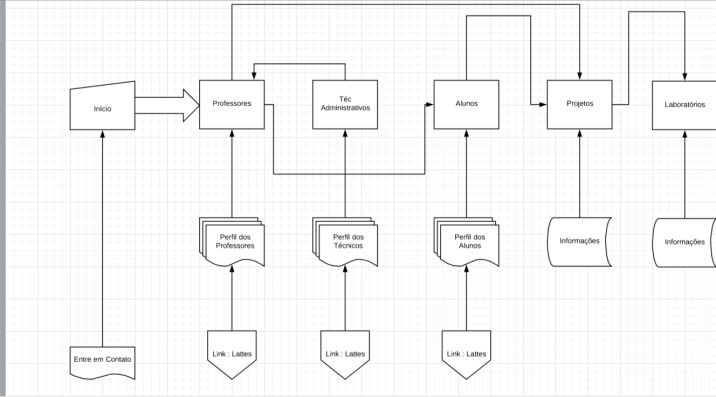 Início
Professores
Téc
Administrativos
Alunos
Projetos
Laboratórios
Perfil dos
Professores
Perfil dos
Técnicos
Perfil dos
Alunos
Informações
Informações
Entre em Contato
Link : Lattes
Link : Lattes
Link : Lattes